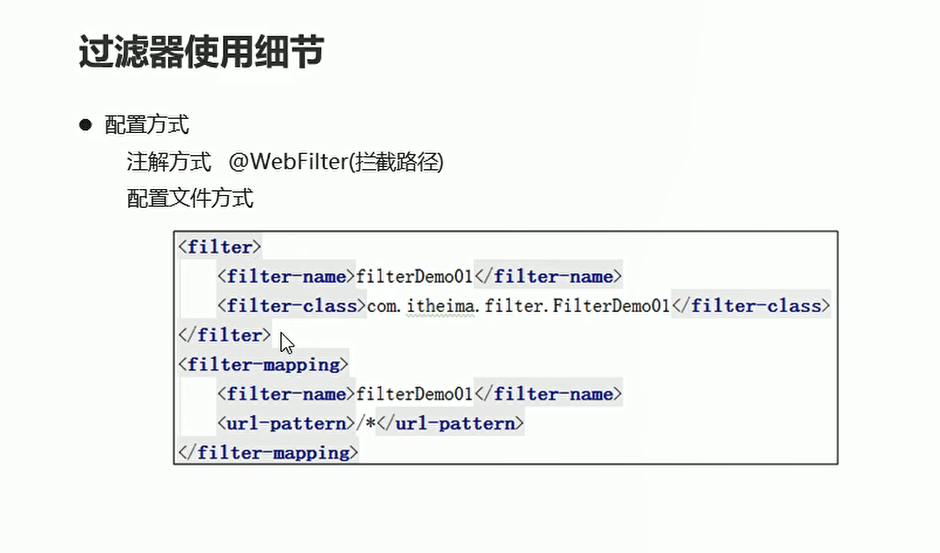 过滤器使用细节
● 配置方式
注解方式 @WebFilter(拦截路径)
配置文件方式
<filter>
<filter-name>filterDemo01</filter-name>
<filter-class>com.itheima.filter.FilterDemo01</filter-class>
</filter>
<filter-mapping>
<filter-name>filterDemo01</filter-name>
<url-pattern>/*</url-pattern>
</filter-mapping>